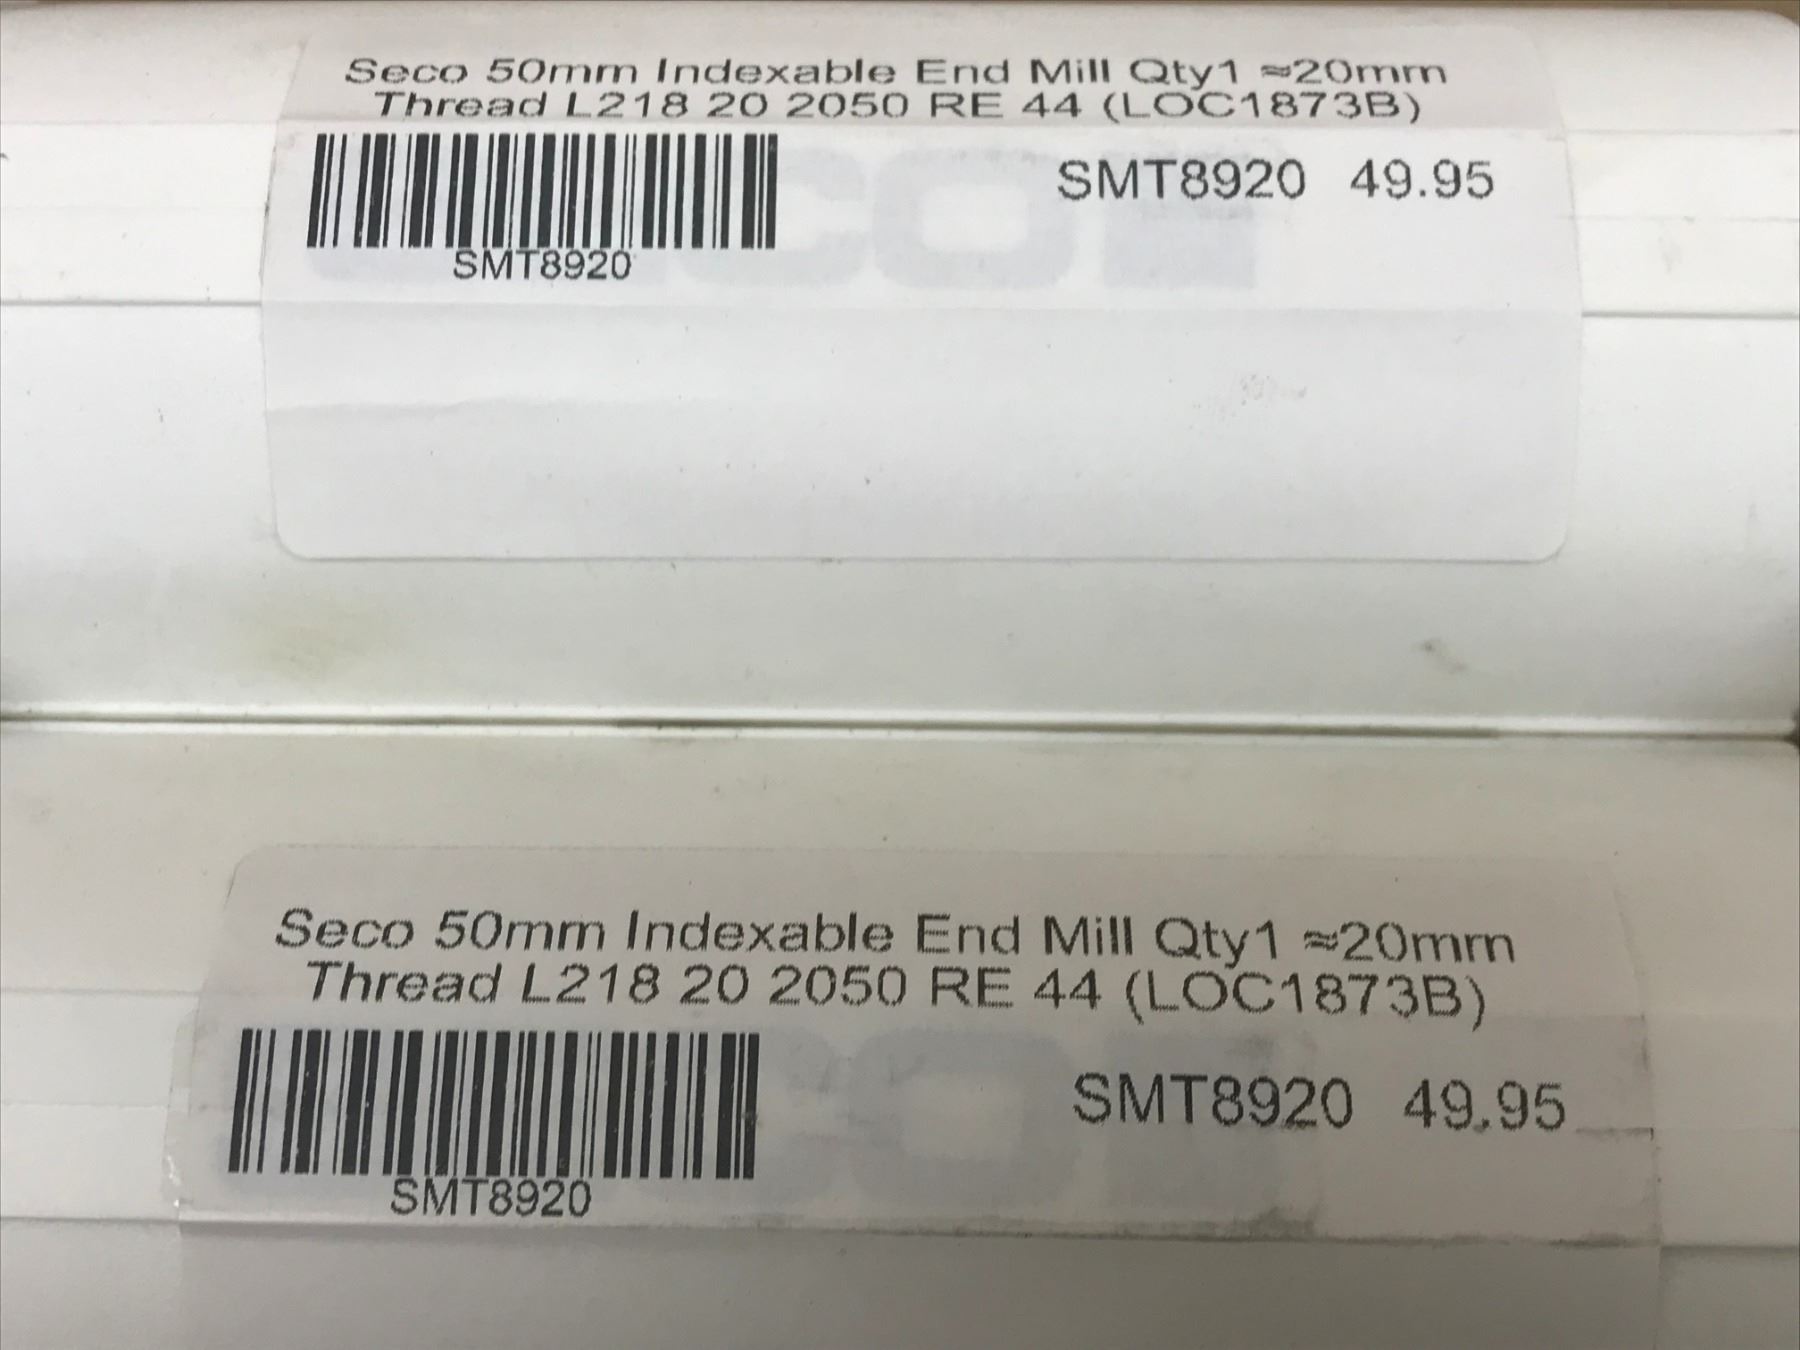 Seco 50mm Indexable End Mill Qty1 ≈20mm
Thread L218 20 2050 RE 44 (LOC1873B)
SMT8920 49.95
SMT8920
Seco 50mm Indexable End Mill Qty1 ≈20mm
Thread L218 20 2050 RE 44 (LOC1873B)
SMT8920 49.95
SMT8920